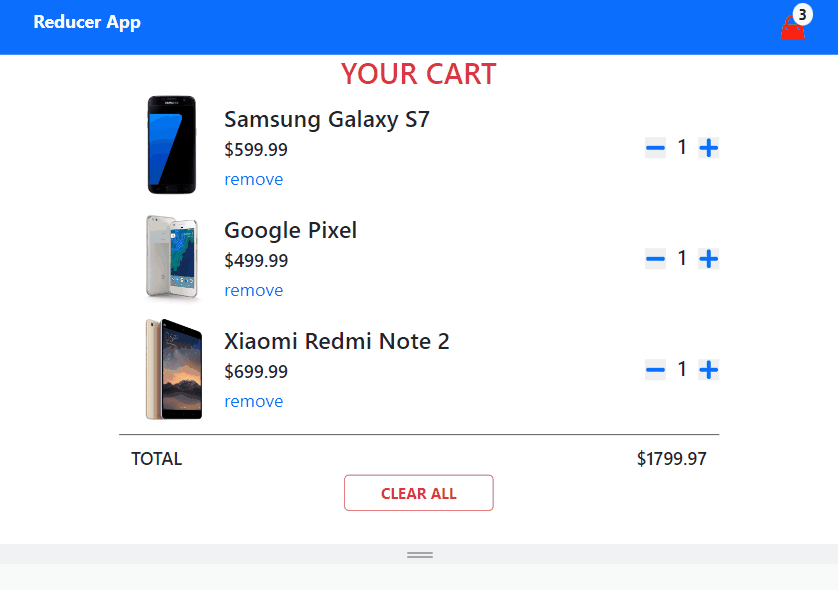 Reducer App
3
YOUR CART
Samsung Galaxy S7
$599.99
remove
1
Google Pixel
$499.99
remove
1
Xiaomi Redmi Note 2
$699.99
remove
1
TOTAL
$1799.97
CLEAR ALL